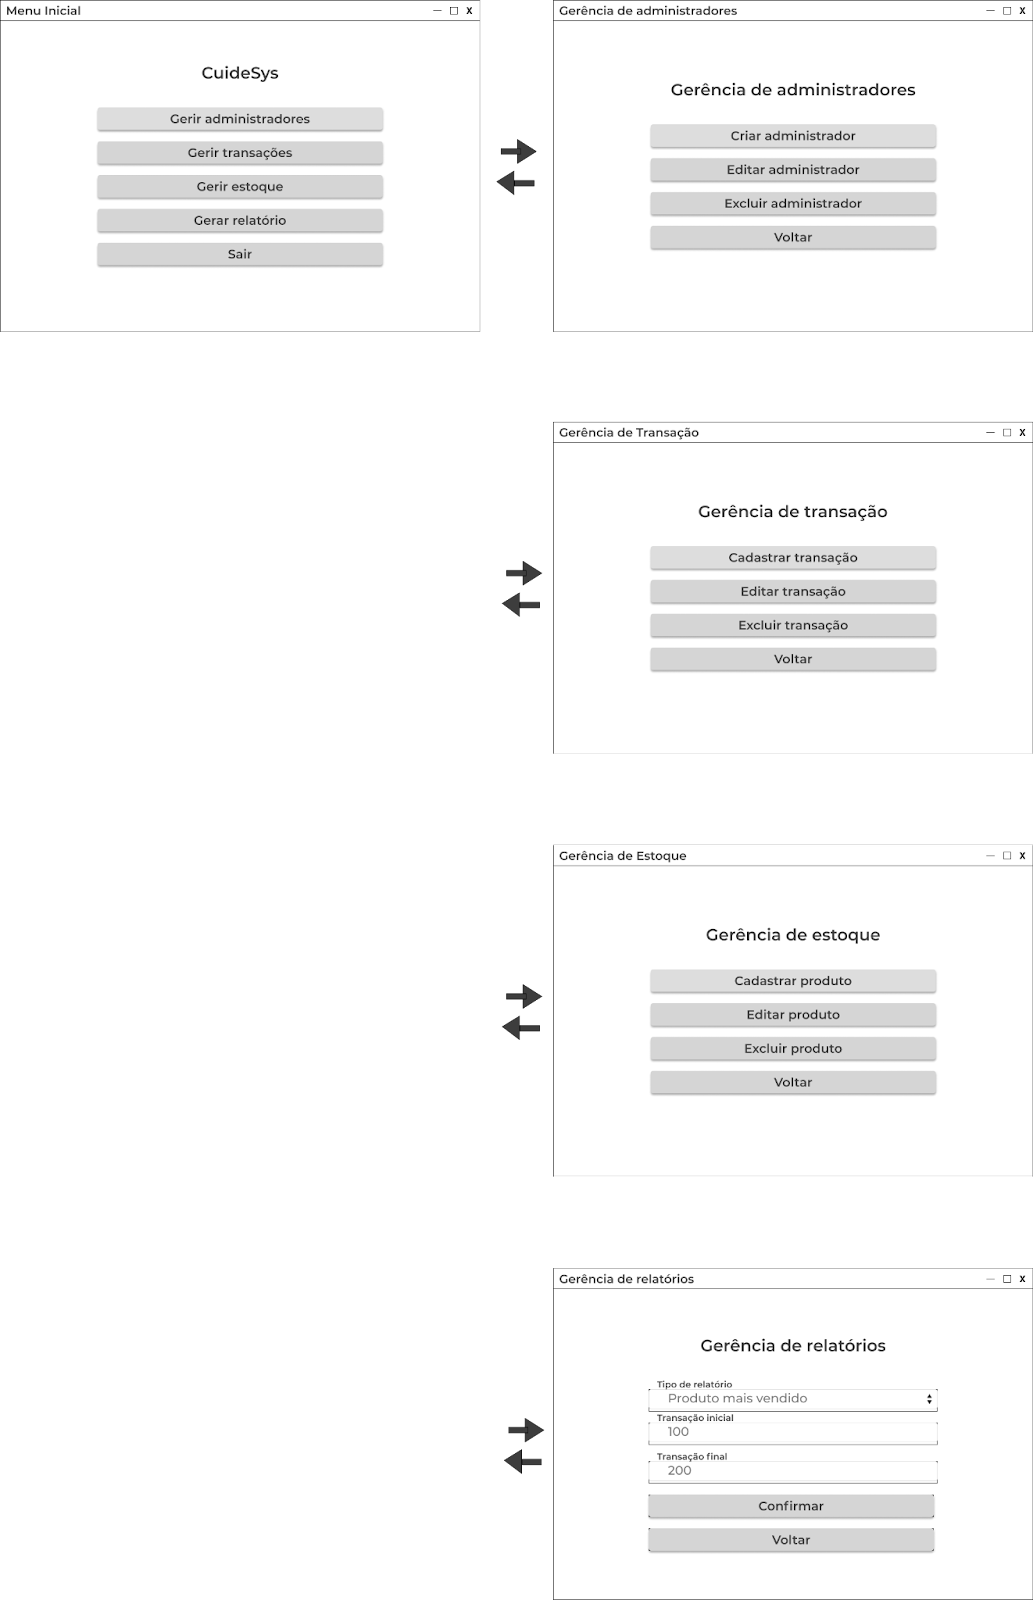 Menu Inicial
X
CuideSys
Gerir administradores
Gerir transações
Gerir estoque
Gerar relatório
Sair
Gerência de administradores
X
Gerência de administradores
Criar administrador
Editar administrador
Excluir administrador
Voltar
Gerência de Transação
X
Gerência de transação
Cadastrar transação
Editar transação
Excluir transação
Voltar
Gerência de Estoque
X
Gerência de estoque
Cadastrar produto
Editar produto
Excluir produto
Voltar
Gerência de relatórios
X
Gerência de relatórios
Tipo de relatório
Produto mais vendido
Transação inicial
100
Transação final
200
Confirmar
Voltar